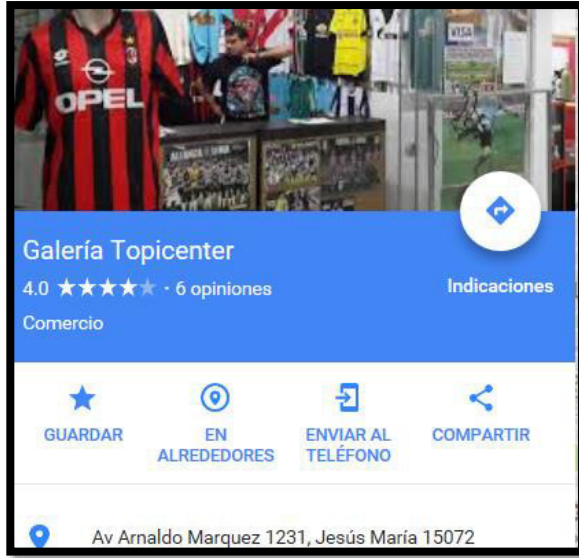 OPEL
VISA
Galería Topicenter
4.0 · 6 opiniones
Indicaciones
Comercio
GUARDAR
EN
ALREDEDORES
ENVIAR AL
TELÉFONO
COMPARTIR
Av Arnaldo Marquez 1231, Jesús María 15072